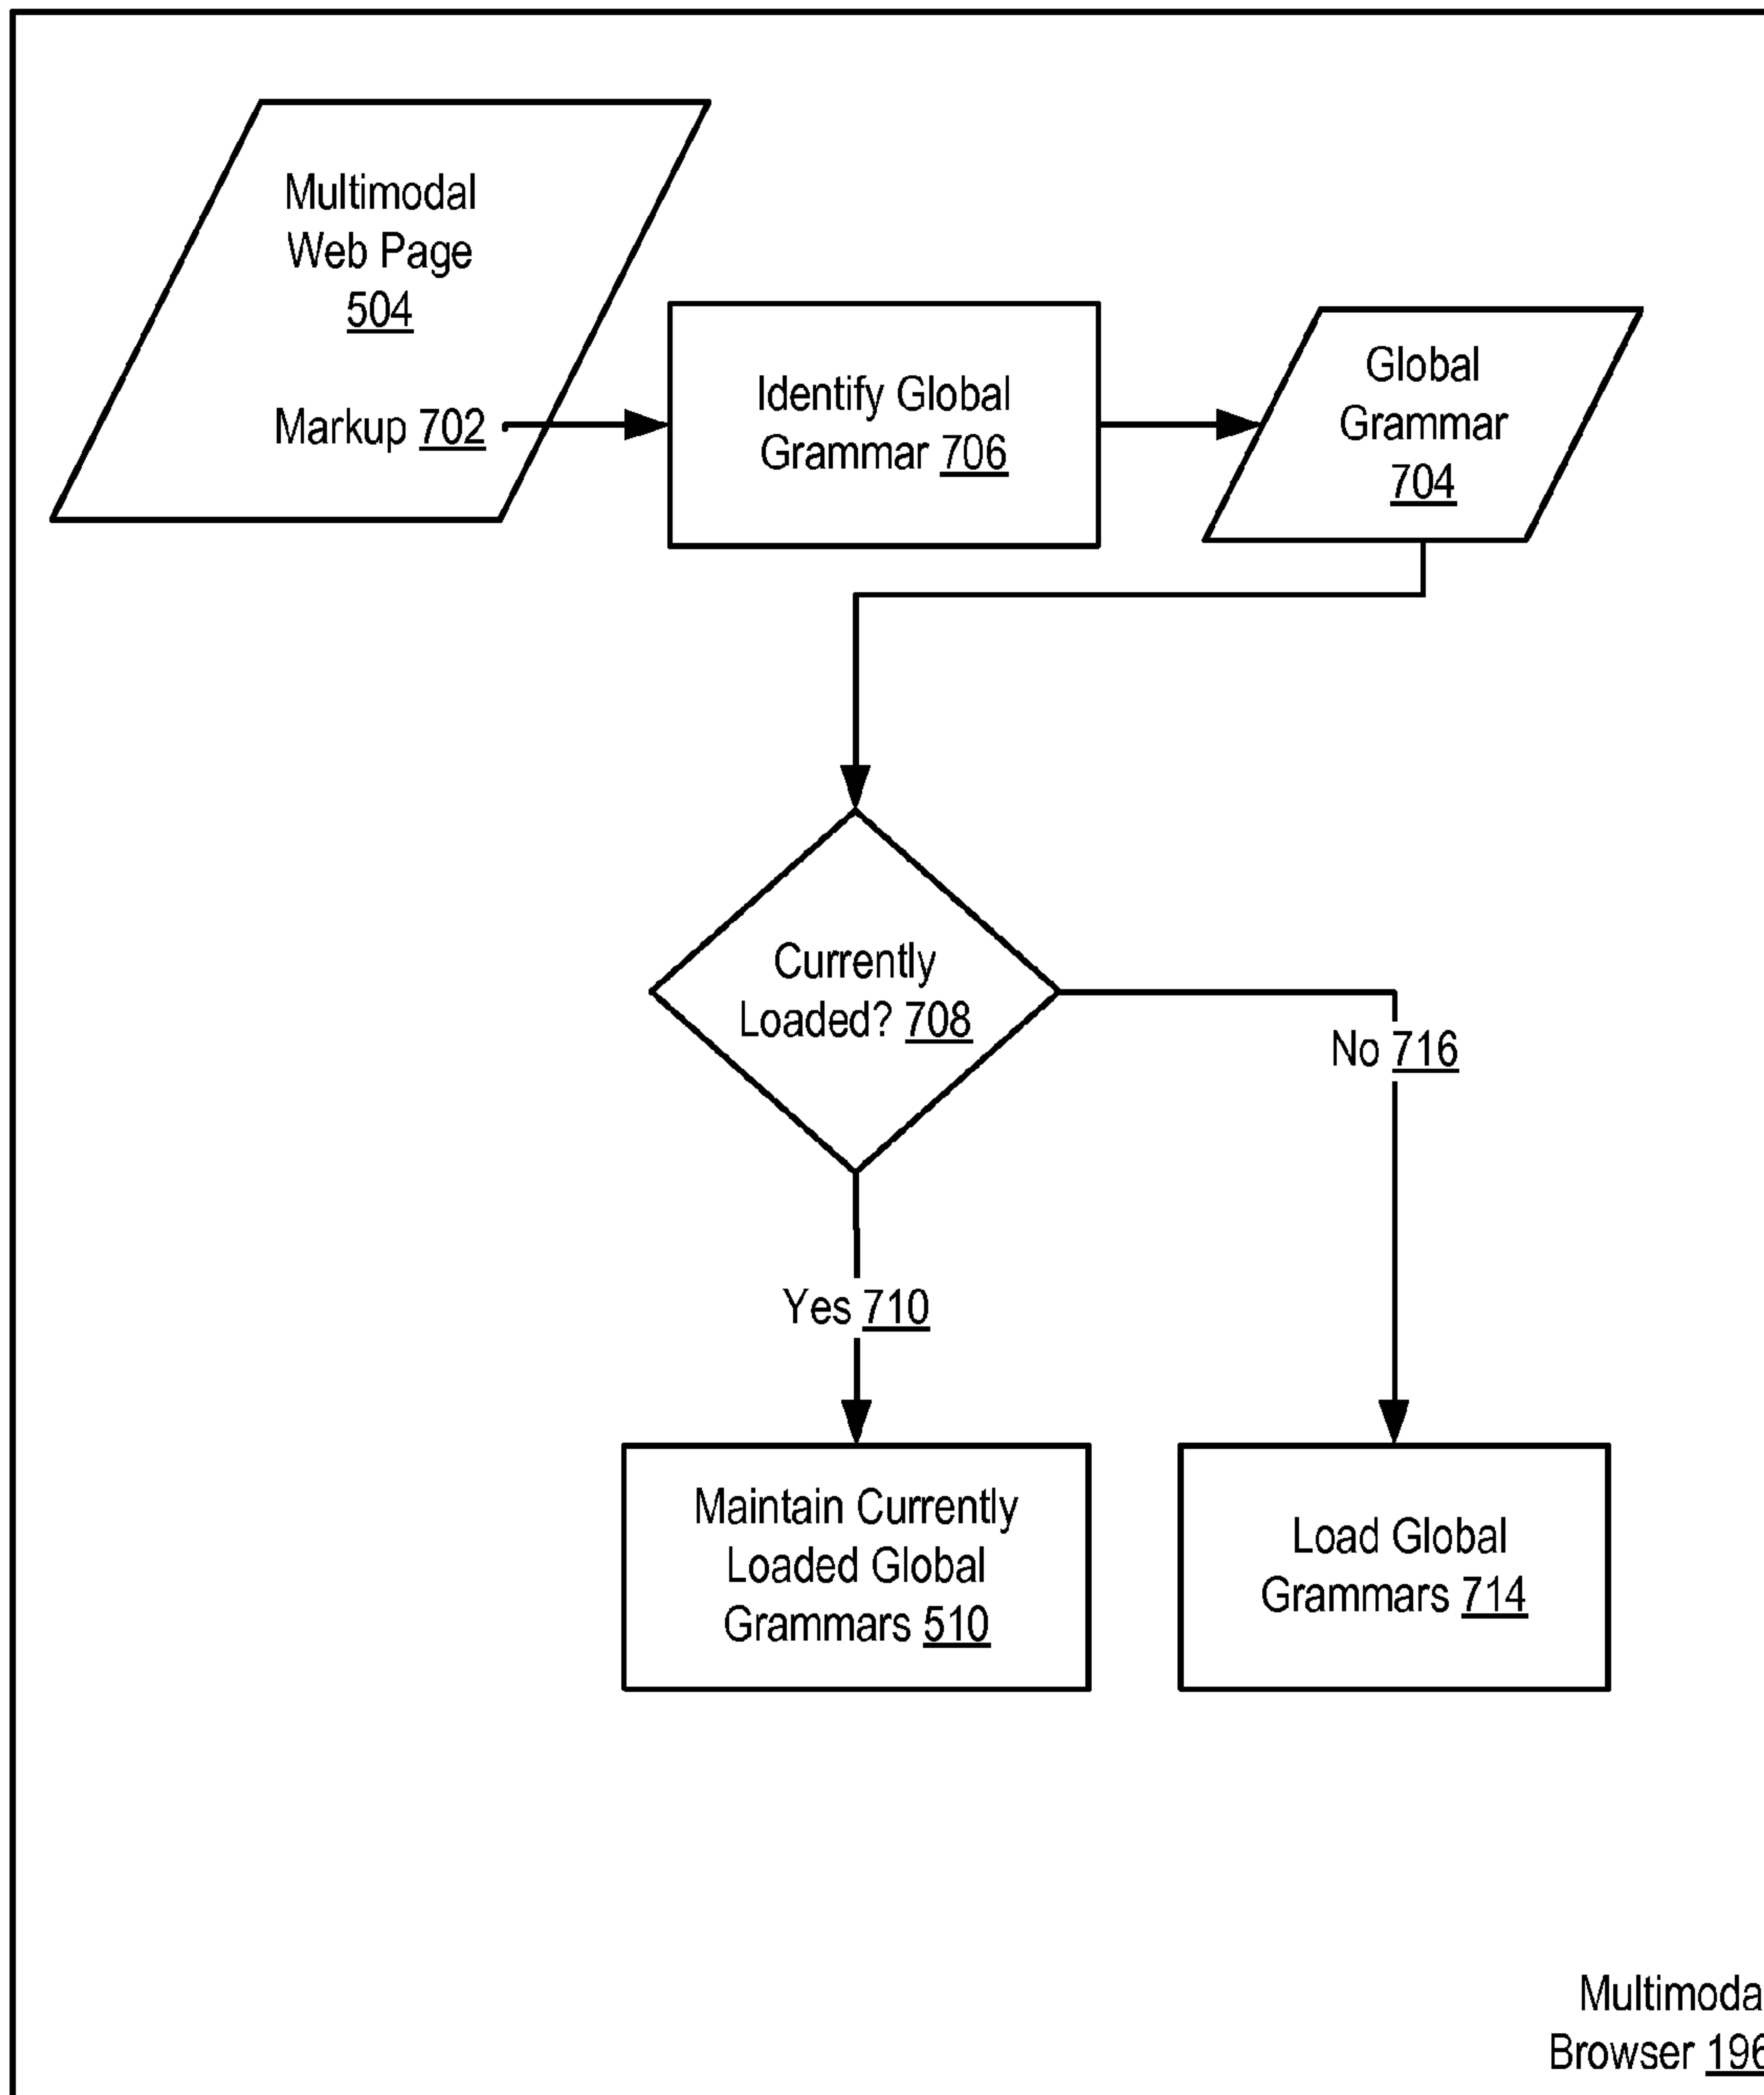 Multimodal
Web Page
504
Markup 702
Identify Global
Grammar 706
Global
Grammar
704
Currently
Loaded? 708
No 716
Yes 710
Maintain Currently
Loaded Global
Grammars 510
Load Global
Grammars 714
Multimoda
Browser 196